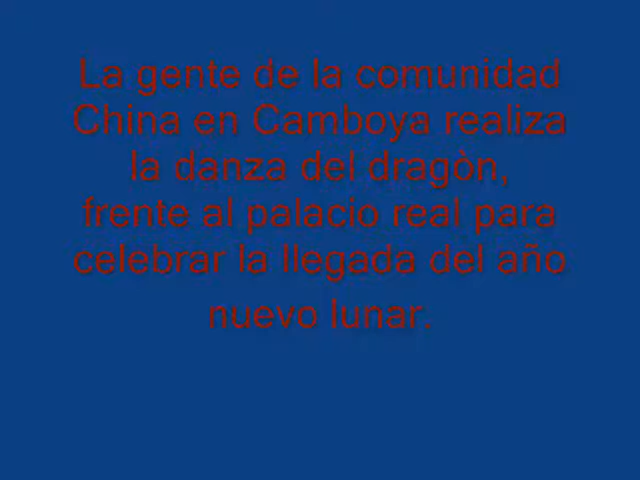 La gente de la comunidad
China en Camboya realiza
la danza del dragòn,
frente al palacio real para
celebrar la llegada del año
nuevo lunar.